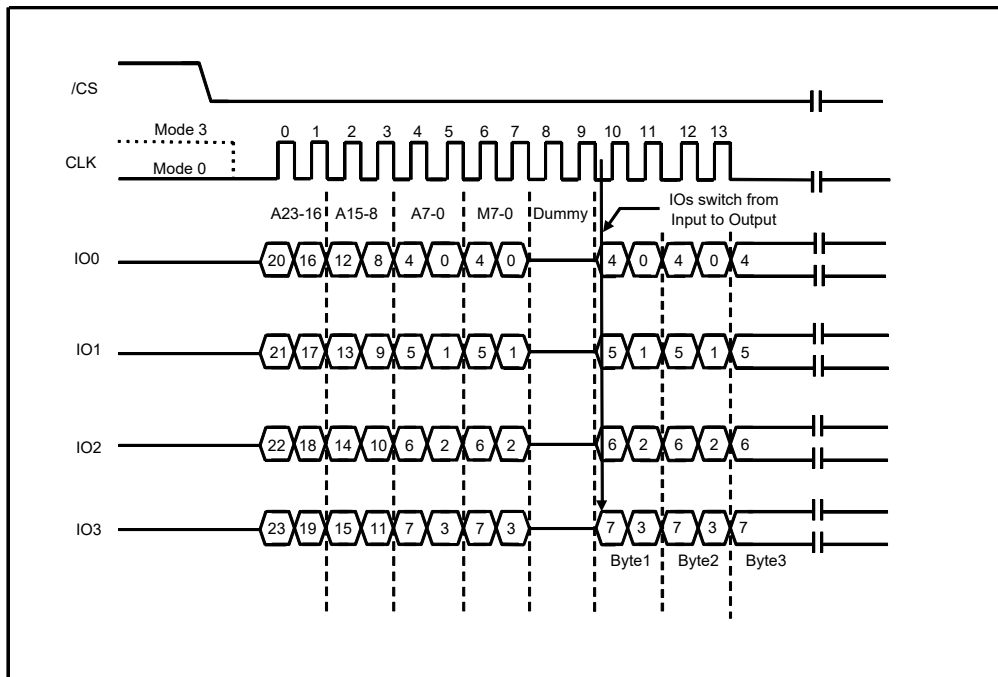 /CS
Mode 3
0 1 2 3 4 5 6 7 8 9 10 11 12 13
CLK
Mode 0
IOs switch from
Input to Output
A23-16 A15-8 A7-0 M7-0 Dummy
IO0 20 16 12 8 4 0 4 0 4 0 4 0 4
IO1 21 17 13 9 5 1 5 1 5 1 5 1 5
IO2 22 18 14 10 6 2 6 2 6 2 6 2 6
IO3 23 19 15 11 7 3 7 3 7 3 7 3 7
Byte1 Byte2 Byte3